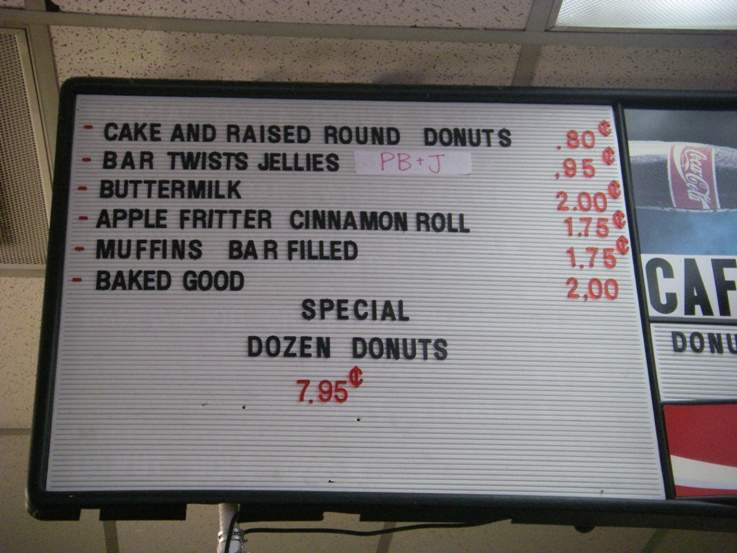 - CAKE AND RAISED ROUND DONUTS .80¢
- BAR TWISTS JELLIES PB+J .95¢
- BUTTERMILK 2.00¢
- APPLE FRITTER CINNAMON ROLL 1.75¢
- MUFFINS BAR FILLED 1.75¢
- BAKED GOOD 2,00
SPECIAL
DOZEN DONUTS
7.95¢
Coca-Cola
CAF
DONU